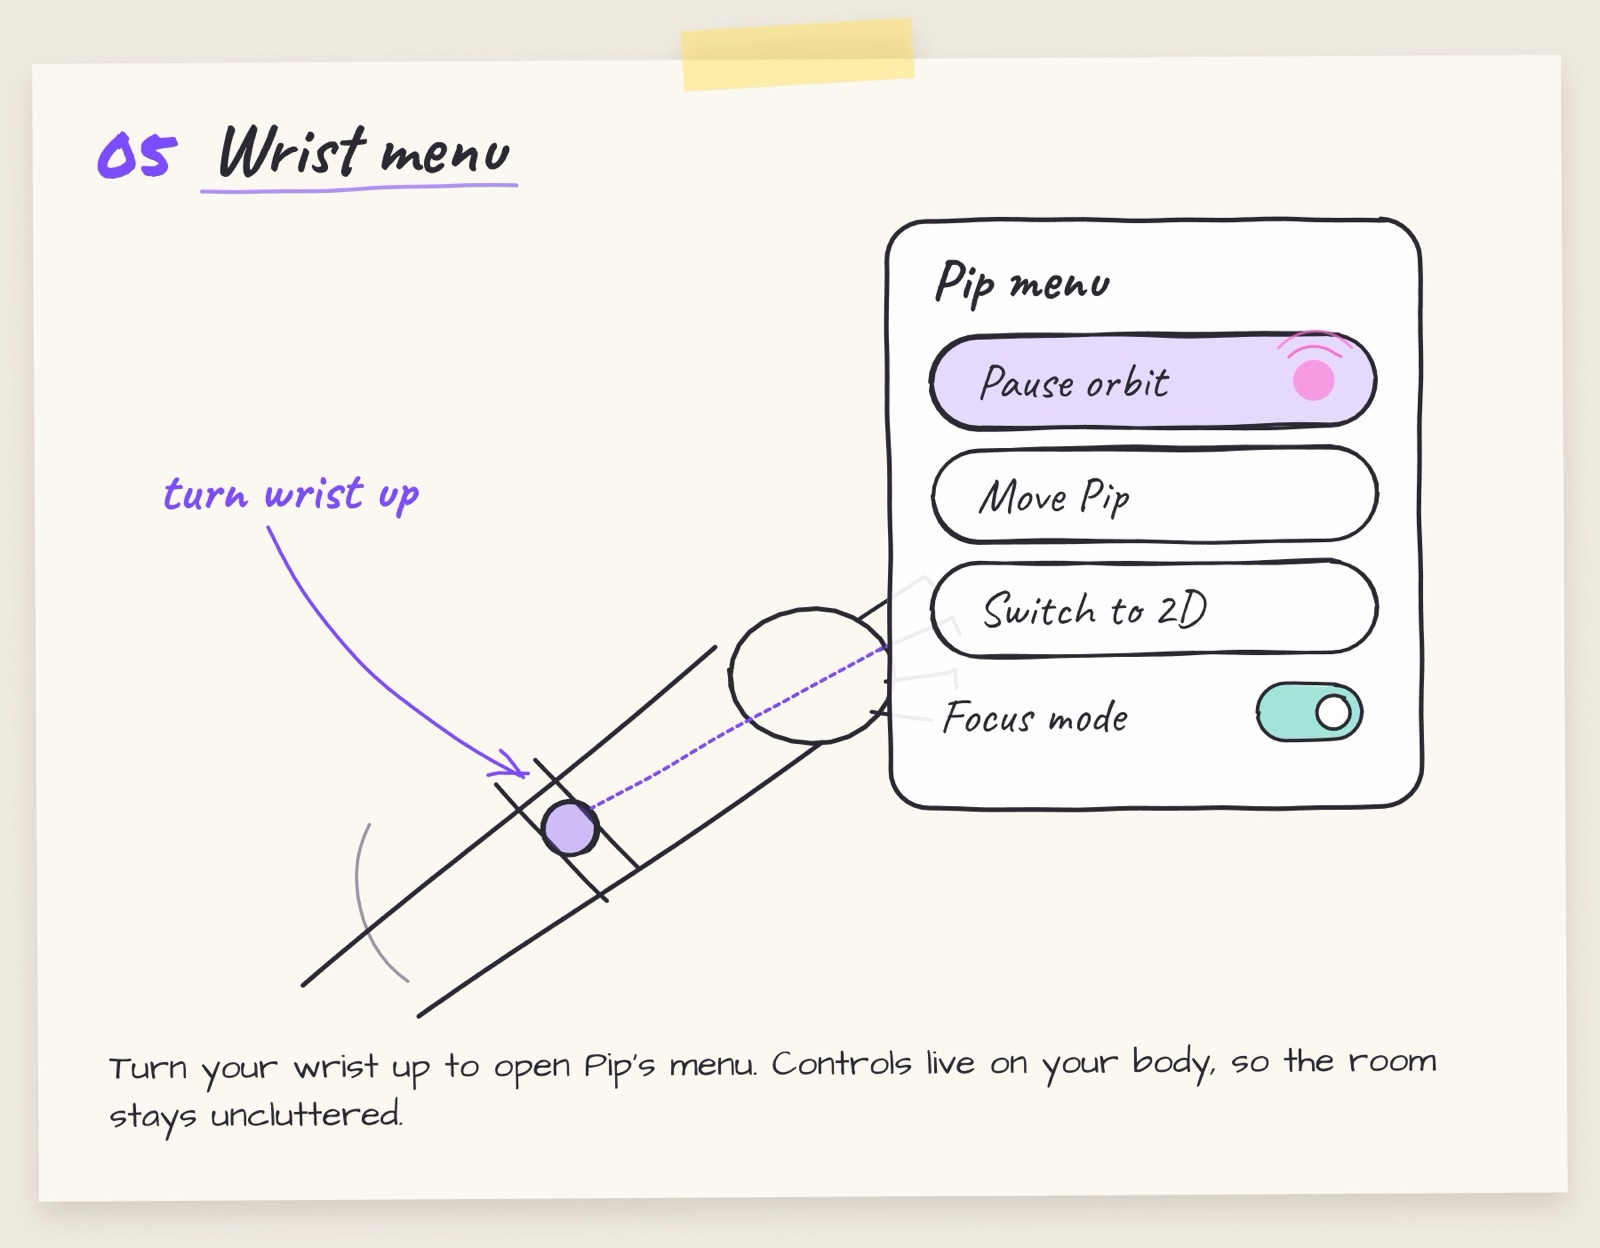 05 Wrist menu
Pip menu
Pause orbit
Move Pip
Switch to 2D
Focus mode
turn wrist up
Turn your wrist up to open Pip's menu. Controls live on your body, so the room
stays uncluttered.